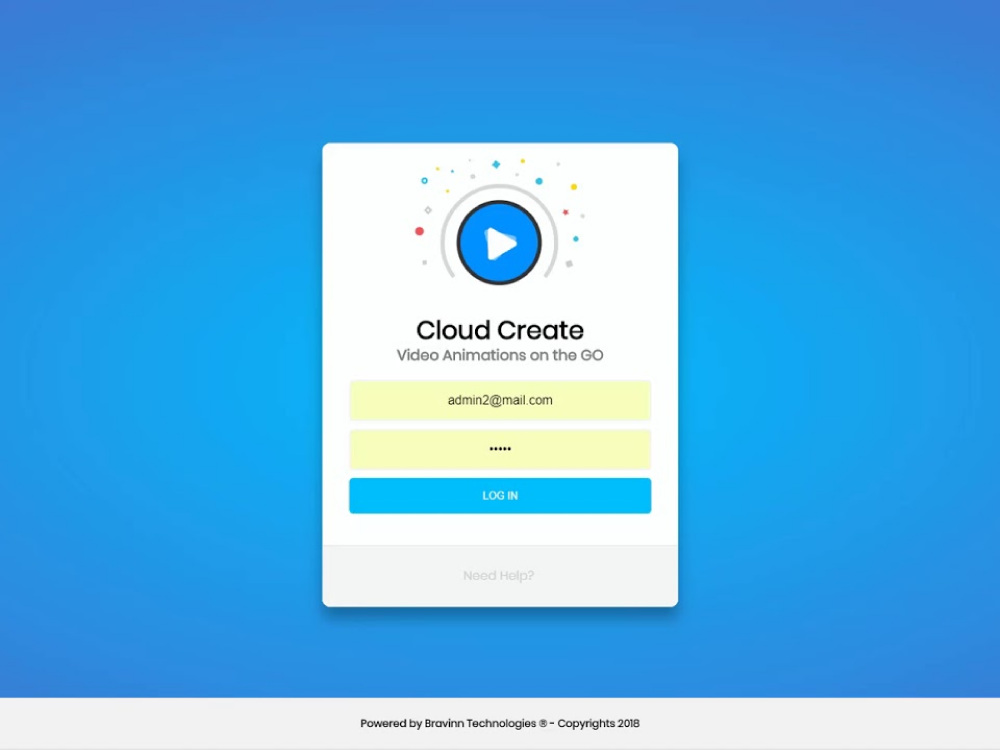 Cloud Create
Video Animations on the GO
admin2@mail.com
•••••
LOG IN
Need Help?
Powered by Bravinn Technologies ® - Copyrights 2018